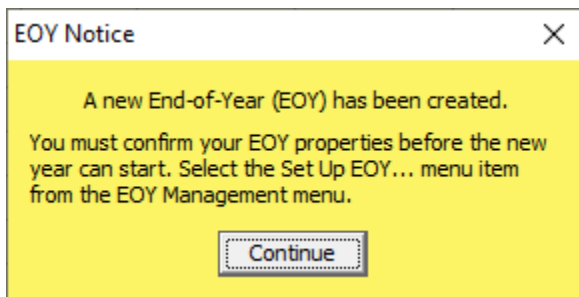 EOY Notice
A new End-of-Year (EOY) has been created.
You must confirm your EOY properties before the new
year can start. Select the Set Up EOY... menu item
from the EOY Management menu.
Continue